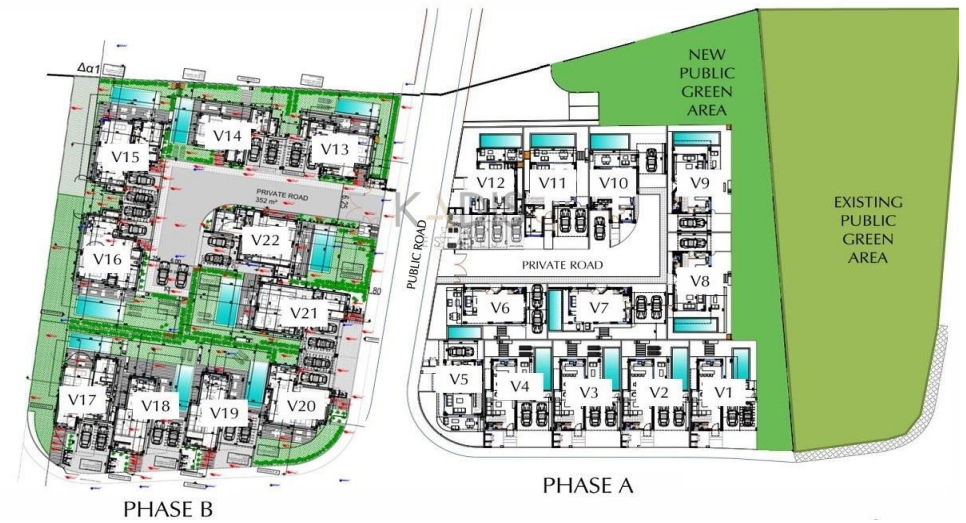 Δα1
V14
V13
V15
PRIVATE ROAD
352 m²
V22
V16
V21
V17
V18
V19
V20
PHASE B
PUBLIC ROAD
NEW
PUBLIC
GREEN
AREA
V12
V11
V10
V9
PRIVATE ROAD
V8
V6
V7
V5
V4
V3
V2
V1
EXISTING
PUBLIC
GREEN
AREA
PHASE A